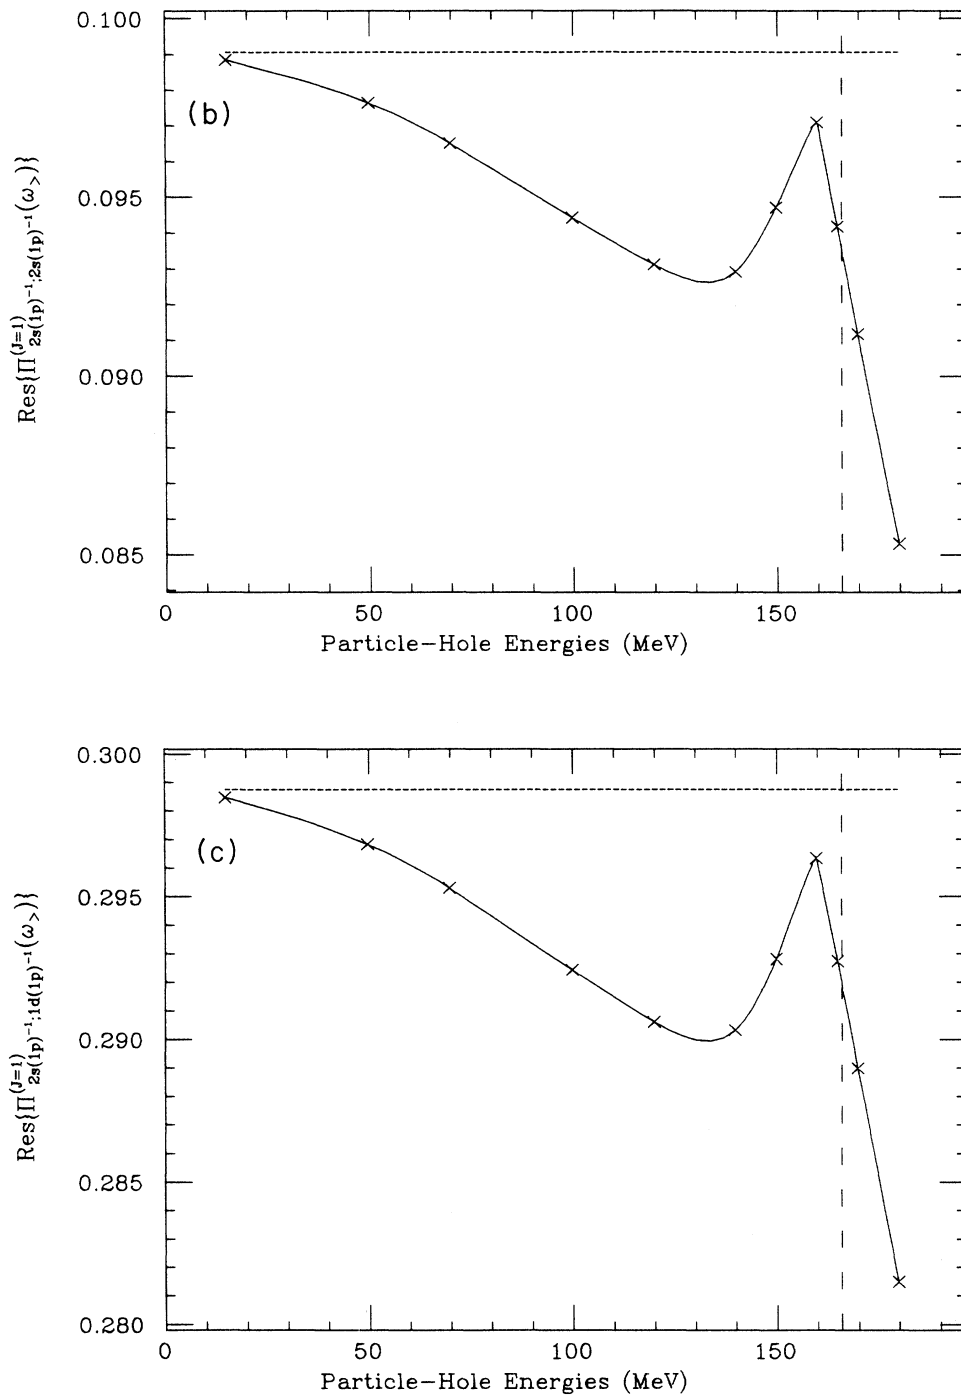 0.100
(b)
0.095
0.090
0.085
Res{Π^(J=1)_2s(1p)^-1;2s(1p)^-1(ω_>)}
0 50 100 150
Particle-Hole Energies (MeV)
0.300
(c)
0.295
0.290
0.285
0.280
Res{Π^(J=1)_2s(1p)^-1;1d(1p)^-1(ω_>)}
0 50 100 150
Particle-Hole Energies (MeV)